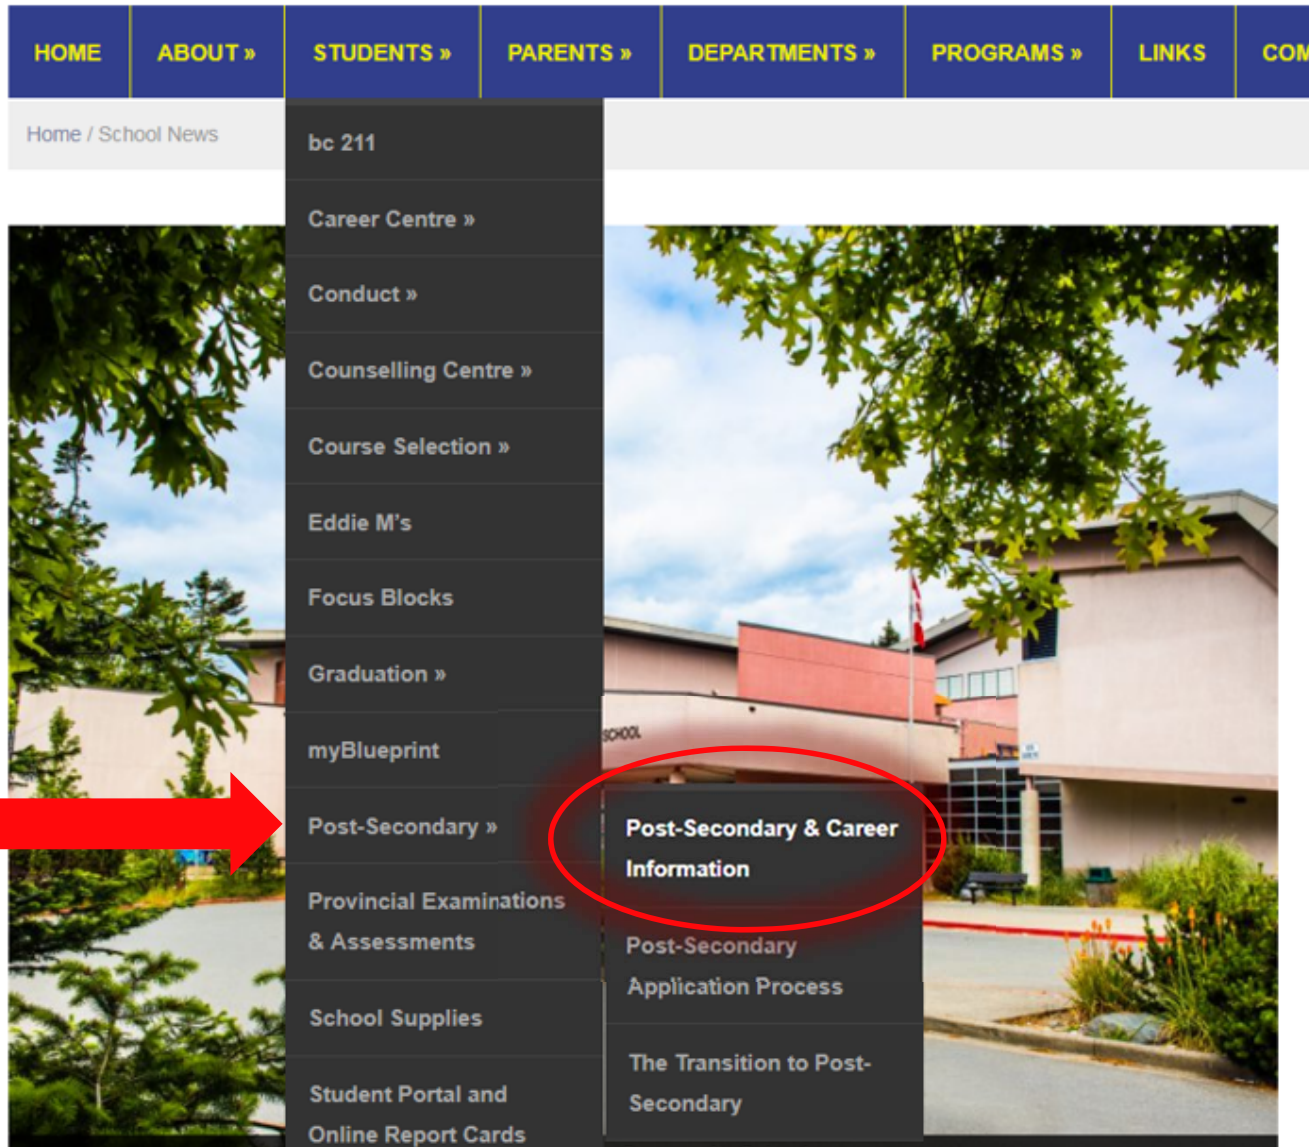 HOME ABOUT » STUDENTS » PARENTS » DEPARTMENTS » PROGRAMS » LINKS COM
Home / School News
bc 211
Career Centre »
Conduct »
Counselling Centre »
Course Selection »
Eddie M's
Focus Blocks
Graduation »
myBlueprint
Post-Secondary »
Provincial Examinations
& Assessments
School Supplies
Student Portal and
Online Report Cards
Post-Secondary & Career
Information
Post-Secondary
Application Process
The Transition to Post-
Secondary
SCHOOL